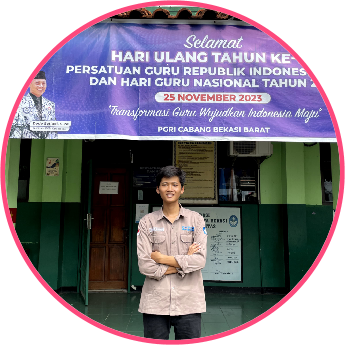 Selamat
HARI ULANG TAHUN KE-
PERSATUAN GURU REPUBLIK INDONES
DAN HARI GURU NASIONAL TAHUN 2
25 NOVEMBER 2023
"Transformasi Guru Wujudkan Indonesia Maju"
PGRI CABANG BEKASI BARAT